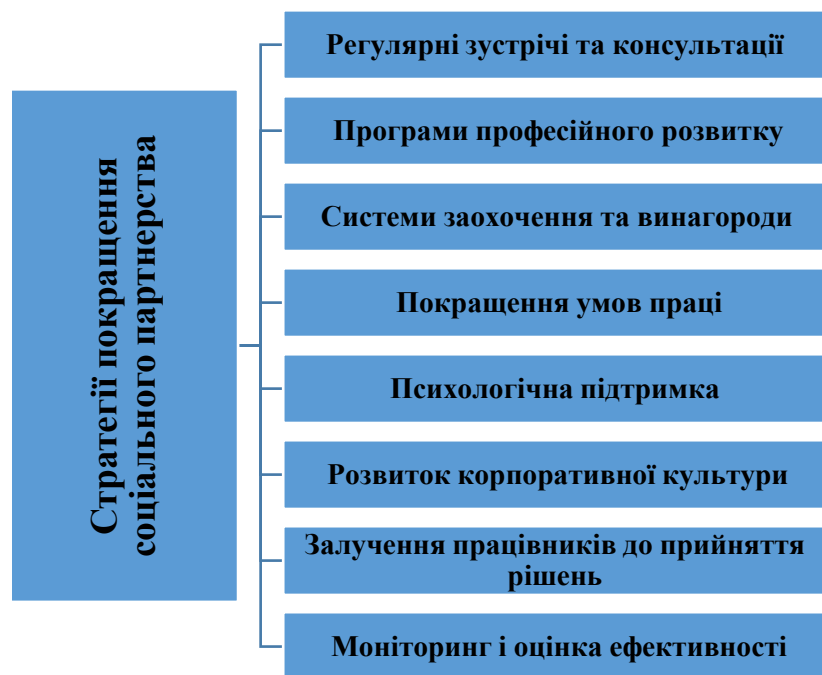 Стратегії покращення
соціального партнерства
Регулярні зустрічі та консультації
Програми професійного розвитку
Системи заохочення та винагороди
Покращення умов праці
Психологічна підтримка
Розвиток корпоративної культури
Залучення працівників до прийняття
рішень
Моніторинг і оцінка ефективності